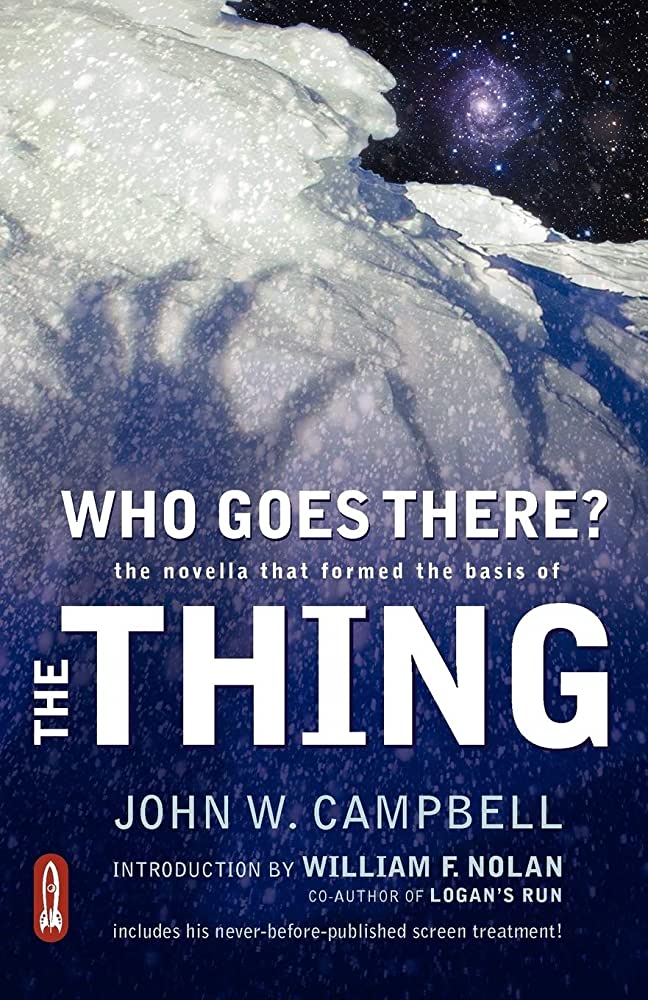 WHO GOES THERE?
the novella that formed the basis of
THE THING
JOHN W. CAMPBELL
INTRODUCTION BY WILLIAM F. NOLAN
CO-AUTHOR OF LOGAN'S RUN
includes his never-before-published screen treatment!